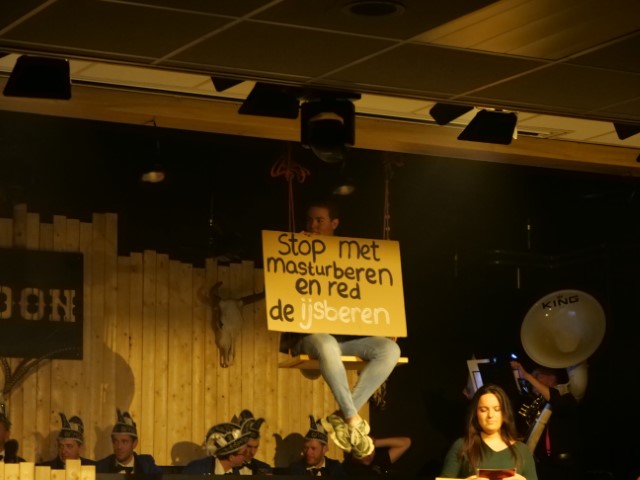 Stop met
masturberen
en red
de ijsberen
OON
KING